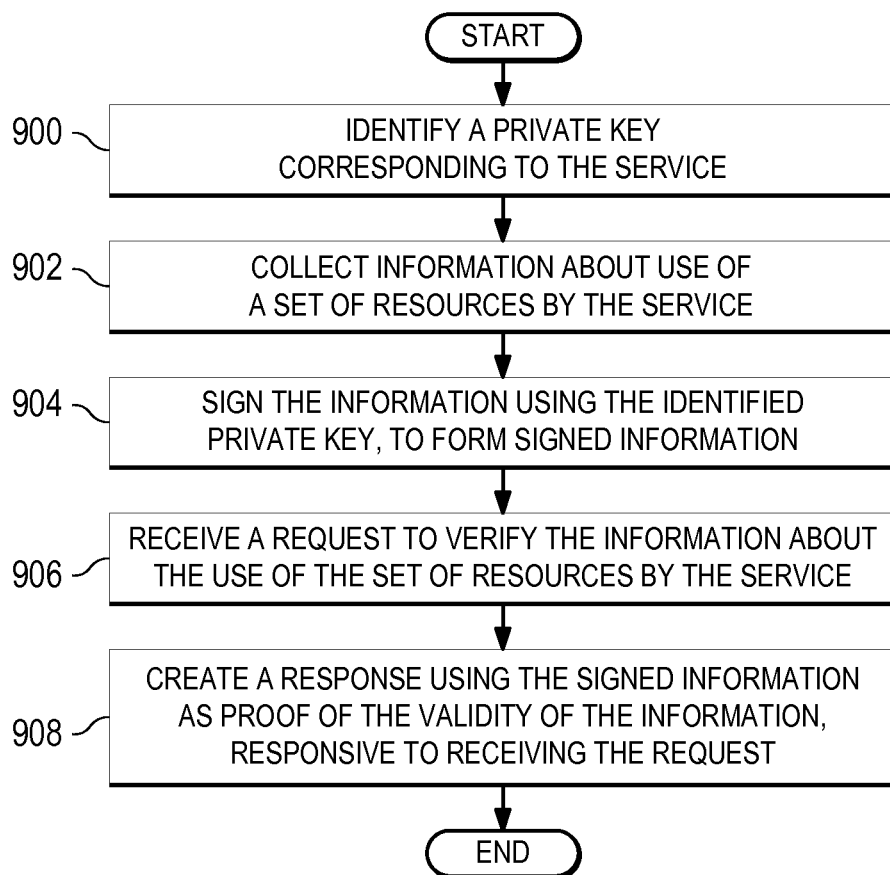 START
900
IDENTIFY A PRIVATE KEY
CORRESPONDING TO THE SERVICE
902
COLLECT INFORMATION ABOUT USE OF
A SET OF RESOURCES BY THE SERVICE
904
SIGN THE INFORMATION USING THE IDENTIFIED
PRIVATE KEY, TO FORM SIGNED INFORMATION
906
RECEIVE A REQUEST TO VERIFY THE INFORMATION ABOUT
THE USE OF THE SET OF RESOURCES BY THE SERVICE
908
CREATE A RESPONSE USING THE SIGNED INFORMATION
AS PROOF OF THE VALIDITY OF THE INFORMATION,
RESPONSIVE TO RECEIVING THE REQUEST
END